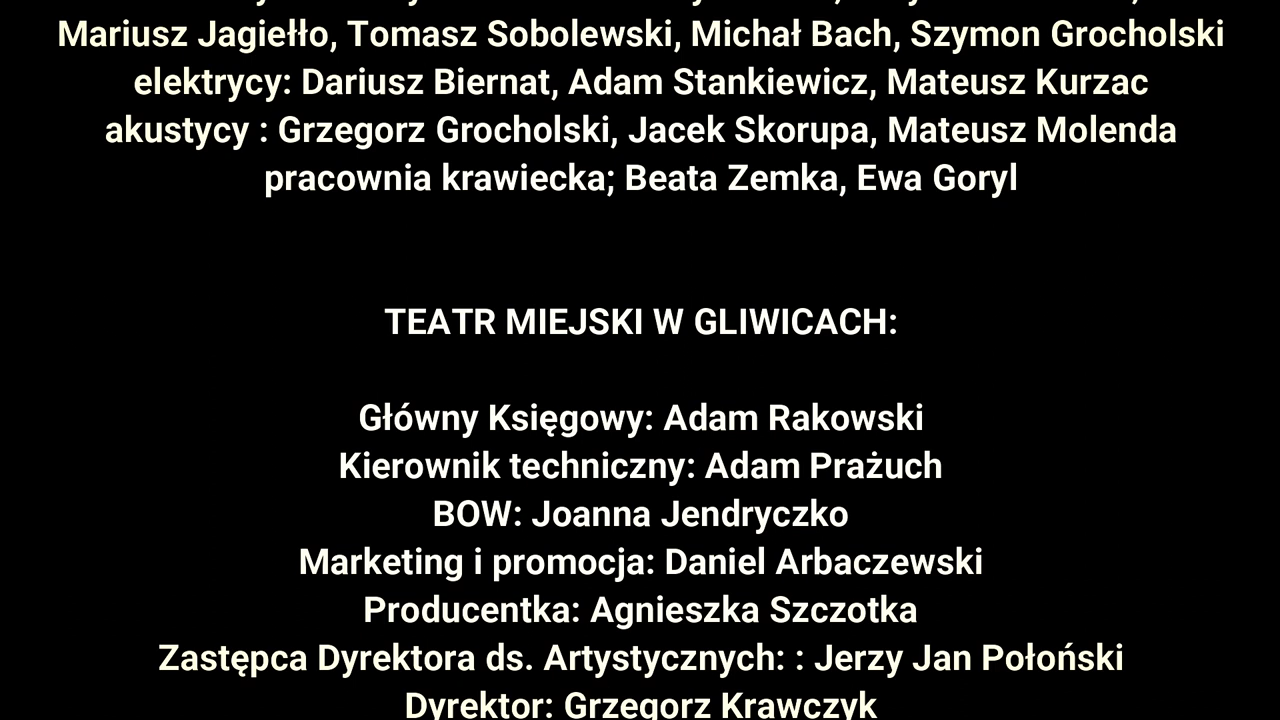 Mariusz Jagiełło, Tomasz Sobolewski, Michał Bach, Szymon Grocholski
elektrycy: Dariusz Biernat, Adam Stankiewicz, Mateusz Kurzac
akustycy : Grzegorz Grocholski, Jacek Skorupa, Mateusz Molenda
pracownia krawiecka; Beata Zemka, Ewa Goryl
TEATR MIEJSKI W GLIWICACH:
Główny Księgowy: Adam Rakowski
Kierownik techniczny: Adam Prażuch
BOW: Joanna Jendryczko
Marketing i promocja: Daniel Arbaczewski
Producentka: Agnieszka Szczotka
Zastępca Dyrektora ds. Artystycznych: : Jerzy Jan Połoński
Dyrektor: Grzegorz Krawczyk